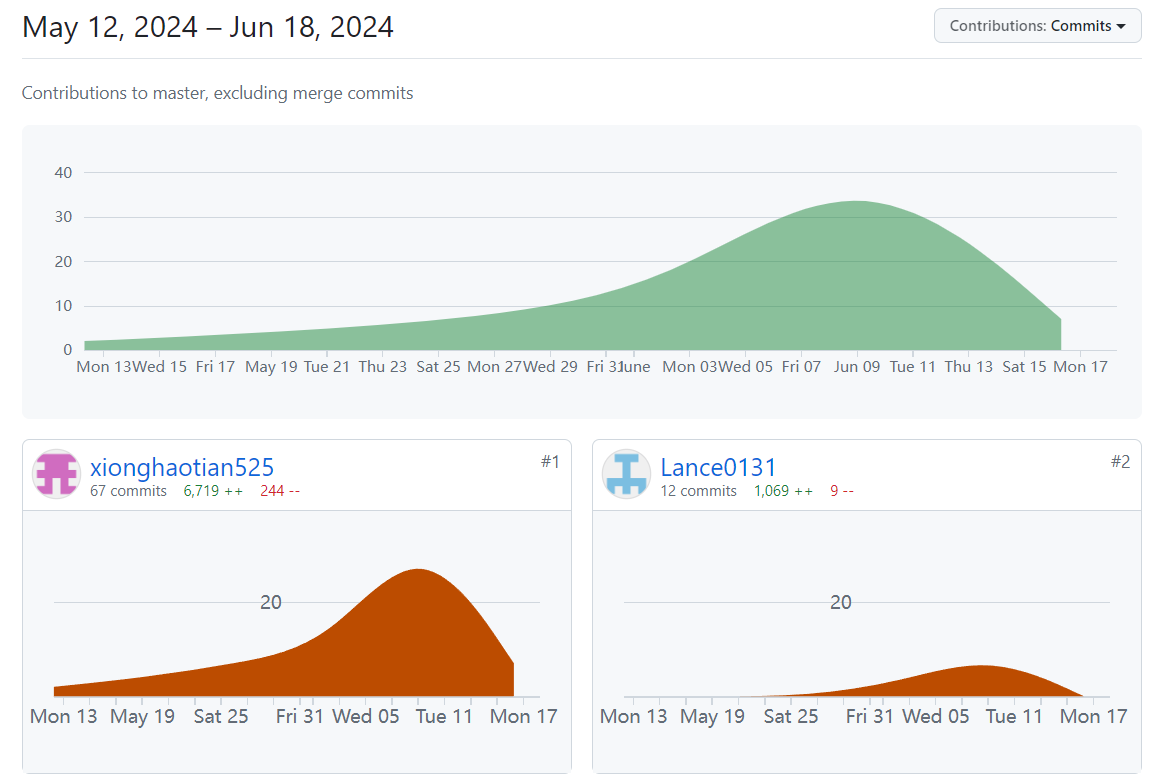 May 12, 2024 – Jun 18, 2024
Contributions: Commits
Contributions to master, excluding merge commits
40
30
20
10
0
Mon 13 Wed 15 Fri 17 May 19 Tue 21 Thu 23 Sat 25 Mon 27 Wed 29 Fri 31 June Mon 03 Wed 05 Fri 07 Jun 09 Tue 11 Thu 13 Sat 15 Mon 17
xionghaotian525
#1
67 commits 6,719 ++ 244 --
20
Mon 13 May 19 Sat 25 Fri 31 Wed 05 Tue 11 Mon 17
Lance0131
#2
12 commits 1,069 ++ 9 --
20
Mon 13 May 19 Sat 25 Fri 31 Wed 05 Tue 11 Mon 17